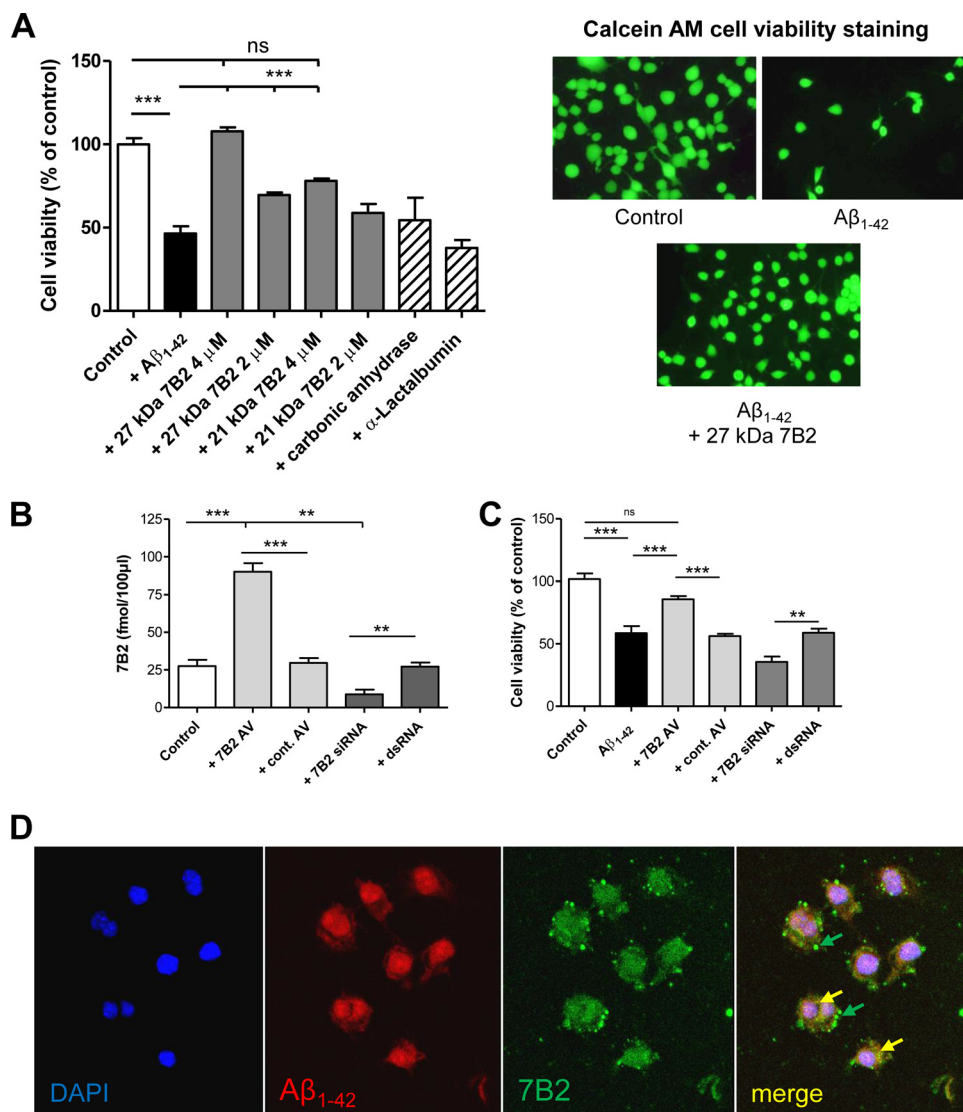 A
Cell viability (% of control)
150
100
50
0
ns
***
***
Control
+ Aβ1-42
+ 27 kDa 7B2 4 μM
+ 27 kDa 7B2 2 μM
+ 21 kDa 7B2 4 μM
+ 21 kDa 7B2 2 μM
+ carbonic anhydrase
+ α-Lactalbumin
Calcein AM cell viability staining
Control
Aβ1-42
Aβ1-42
+ 27 kDa 7B2
B
7B2 (fmol/100μl)
125
100
75
50
25
0
***
**
***
**
Control
+ 7B2 AV
+ cont. AV
+ 7B2 siRNA
+ dsRNA
C
Cell viability (% of control)
150
100
50
0
ns
***
***
***
**
Control
Aβ1-42
+ 7B2 AV
+ cont. AV
+ 7B2 siRNA
+ dsRNA
D
DAPI
Aβ1-42
7B2
merge